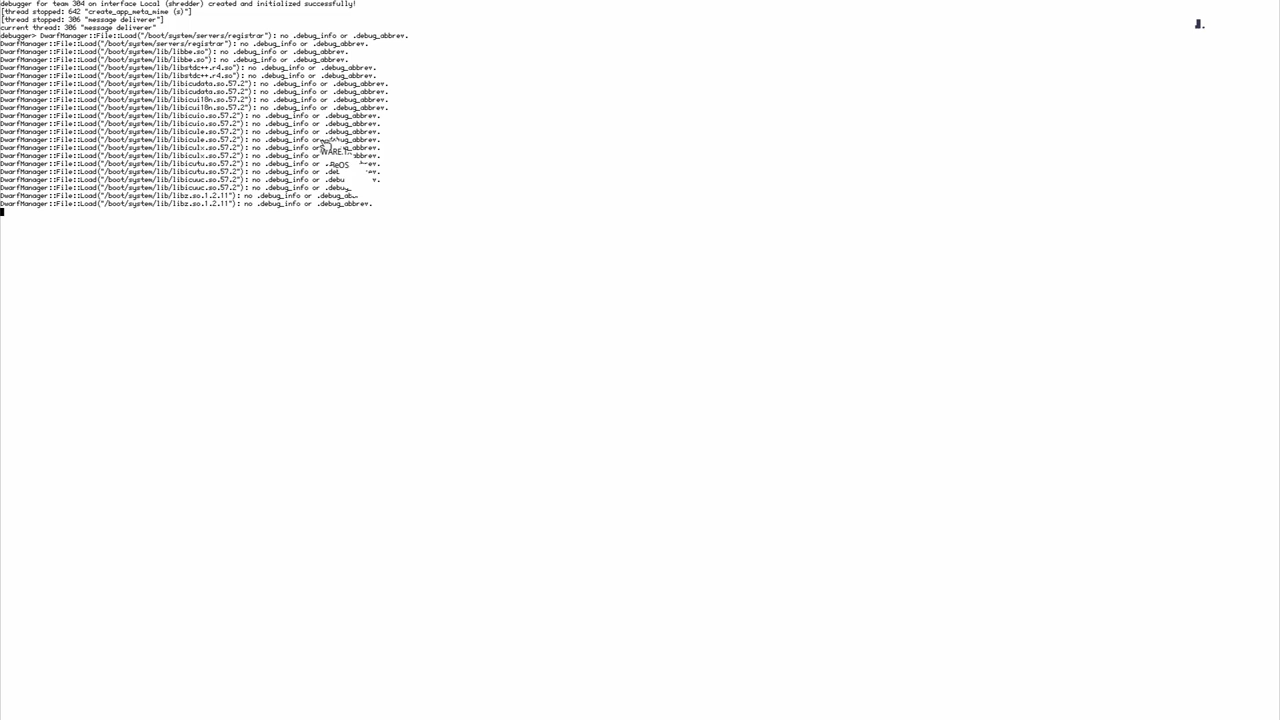 debugger for team 304 on interface Local (shredder) created and initialized successfully!
[thread stopped: 642 "create_app_meta_mime (s)"]
[thread stopped: 306 "message deliverer"]
current thread: 306 "message deliverer"
debugger> DwarfManager::File::Load("/boot/system/servers/registrar"): no .debug_info or .debug_abbrev.
DwarfManager::File::Load("/boot/system/servers/registrar"): no .debug_info or .debug_abbrev.
DwarfManager::File::Load("/boot/system/lib/libbe.so"): no .debug_info or .debug_abbrev.
DwarfManager::File::Load("/boot/system/lib/libbe.so"): no .debug_info or .debug_abbrev.
DwarfManager::File::Load("/boot/system/lib/libstdc++.r4.so"): no .debug_info or .debug_abbrev.
DwarfManager::File::Load("/boot/system/lib/libstdc++.r4.so"): no .debug_info or .debug_abbrev.
DwarfManager::File::Load("/boot/system/lib/libicudata.so.57.2"): no .debug_info or .debug_abbrev.
DwarfManager::File::Load("/boot/system/lib/libicudata.so.57.2"): no .debug_info or .debug_abbrev.
DwarfManager::File::Load("/boot/system/lib/libicui18n.so.57.2"): no .debug_info or .debug_abbrev.
DwarfManager::File::Load("/boot/system/lib/libicui18n.so.57.2"): no .debug_info or .debug_abbrev.
DwarfManager::File::Load("/boot/system/lib/libicuio.so.57.2"): no .debug_info or .debug_abbrev.
DwarfManager::File::Load("/boot/system/lib/libicuio.so.57.2"): no .debug_info or .debug_abbrev.
DwarfManager::File::Load("/boot/system/lib/libicule.so.57.2"): no .debug_info or .debug_abbrev.
DwarfManager::File::Load("/boot/system/lib/libicule.so.57.2"): no .debug_info or
DwarfManager::File::Load("/boot/system/lib/libiculx.so.57.2"): no .debug_info or
DwarfManager::File::Load("/boot/system/lib/libiculx.so.57.2"): no .debug_info or
DwarfManager::File::Load("/boot/system/lib/libicutu.so.57.2"): no .debug_info or
DwarfManager::File::Load("/boot/system/lib/libicutu.so.57.2"): no .debug_info or
DwarfManager::File::Load("/boot/system/lib/libicuuc.so.57.2"): no .debug_info or .debu
DwarfManager::File::Load("/boot/system/lib/libicuuc.so.57.2"): no .debug_info or .debug_
DwarfManager::File::Load("/boot/system/lib/libz.so.1.2.11"): no .debug_info or .debug_ab
DwarfManager::File::Load("/boot/system/lib/libz.so.1.2.11"): no .debug_info or .debug_abbrev.